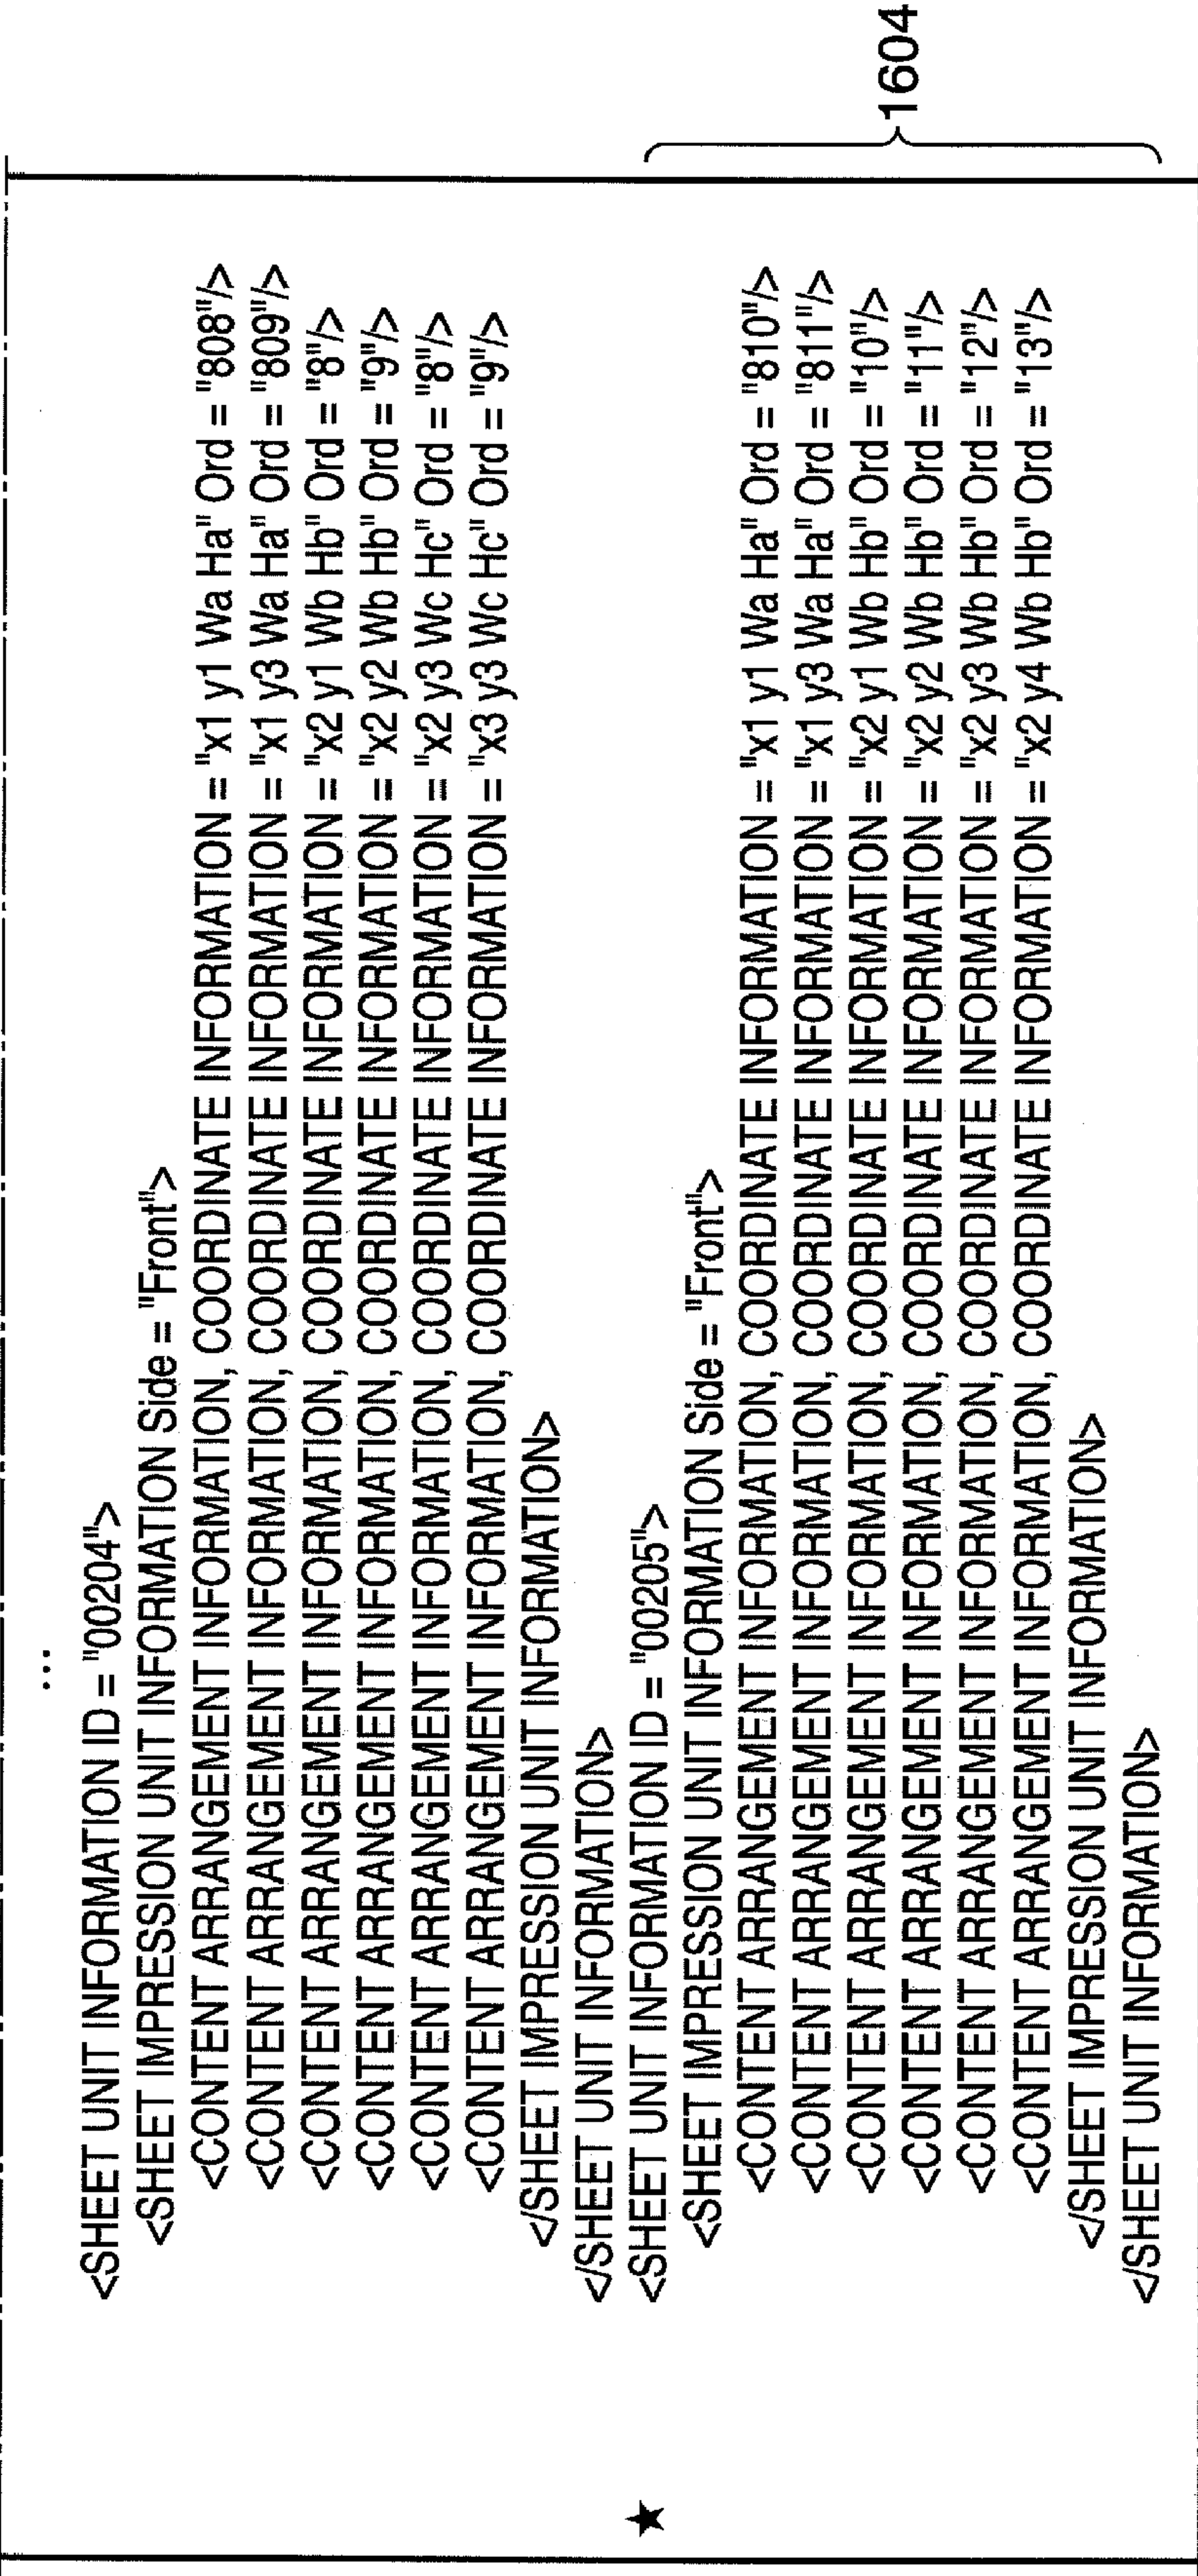 ...
<SHEET UNIT INFORMATION ID = "00204">
<SHEET IMPRESSION UNIT INFORMATION Side = "Front">
<CONTENT ARRANGEMENT INFORMATION, COORDINATE INFORMATION = "x1 y1 Wa Ha" Ord = "808"/>
<CONTENT ARRANGEMENT INFORMATION, COORDINATE INFORMATION = "x1 y3 Wa Ha" Ord = "809"/>
<CONTENT ARRANGEMENT INFORMATION, COORDINATE INFORMATION = "x2 y1 Wb Hb" Ord = "8"/>
<CONTENT ARRANGEMENT INFORMATION, COORDINATE INFORMATION = "x2 y2 Wb Hb" Ord = "9"/>
<CONTENT ARRANGEMENT INFORMATION, COORDINATE INFORMATION = "x2 y3 Wc Hc" Ord = "8"/>
<CONTENT ARRANGEMENT INFORMATION, COORDINATE INFORMATION = "x3 y3 Wc Hc" Ord = "9"/>
</SHEET IMPRESSION UNIT INFORMATION>
</SHEET UNIT INFORMATION>
★ <SHEET UNIT INFORMATION ID = "00205">
<SHEET IMPRESSION UNIT INFORMATION Side = "Front">
<CONTENT ARRANGEMENT INFORMATION, COORDINATE INFORMATION = "x1 y1 Wa Ha" Ord = "810"/>
<CONTENT ARRANGEMENT INFORMATION, COORDINATE INFORMATION = "x1 y3 Wa Ha" Ord = "811"/>
<CONTENT ARRANGEMENT INFORMATION, COORDINATE INFORMATION = "x2 y1 Wb Hb" Ord = "10"/>
<CONTENT ARRANGEMENT INFORMATION, COORDINATE INFORMATION = "x2 y2 Wb Hb" Ord = "11"/>
<CONTENT ARRANGEMENT INFORMATION, COORDINATE INFORMATION = "x2 y3 Wb Hb" Ord = "12"/>
<CONTENT ARRANGEMENT INFORMATION, COORDINATE INFORMATION = "x2 y4 Wb Hb" Ord = "13"/>
</SHEET IMPRESSION UNIT INFORMATION>
</SHEET UNIT INFORMATION>
1604